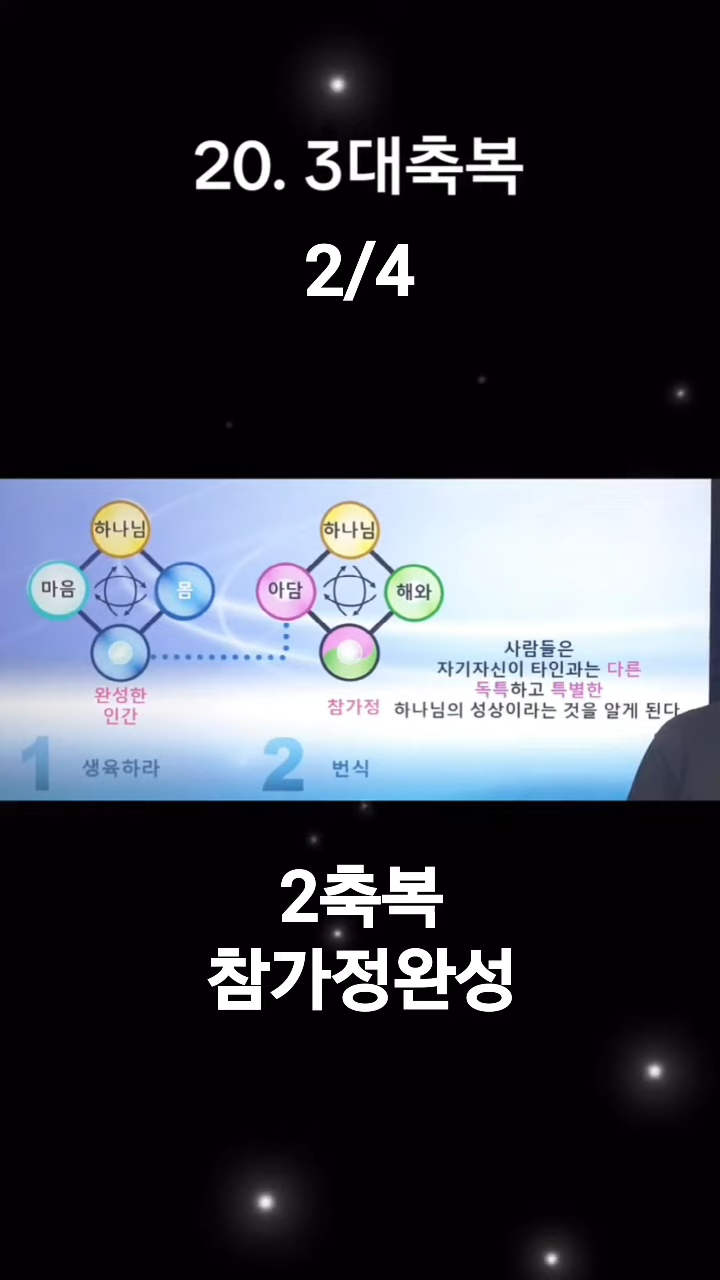 20. 3대축복
2/4
하나님
마음
몸
완성한
인간
1
생육하라
하나님
아담
해와
참가정
2
번식
사람들은
자기자신이 타인과는 다른
독특하고 특별한
하나님의 성상이라는 것을 알게 된다
2축복
참가정완성